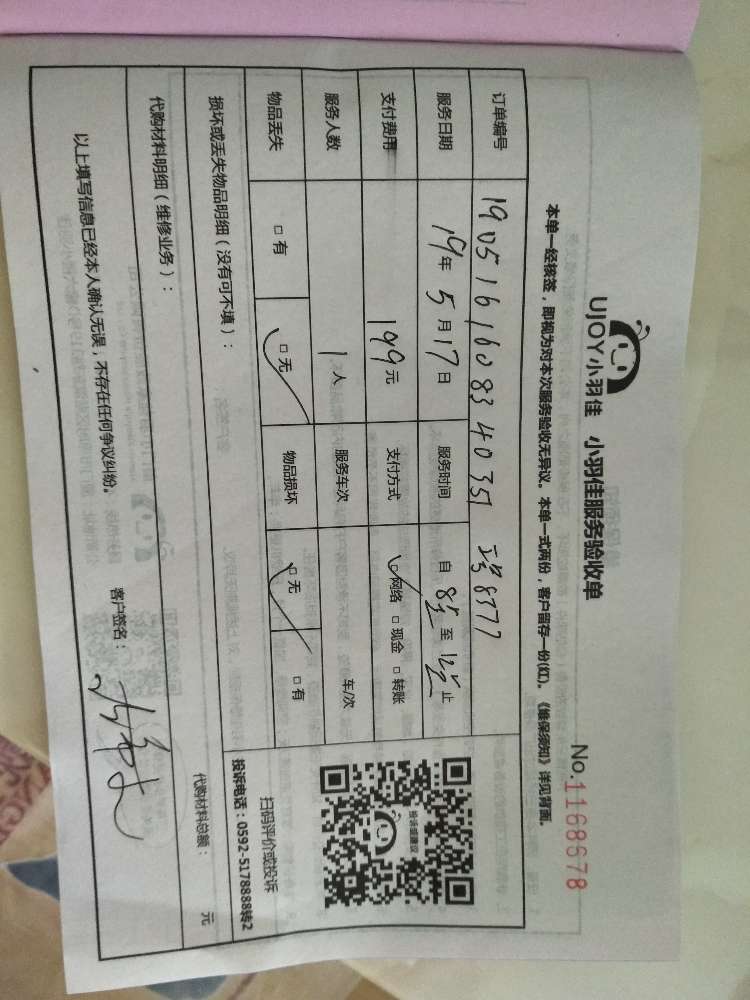 UJOY小羽佳 小羽佳服务验收单
No.1168678
本单一经核签，即视为对本次服务验收无异议。本单一式两份，客户留存一份(红)。《维保须知》详见背面。
订单编号 19051616083 40351 8377
服务日期 19年 5月17日 服务时间 自 8 至 12 止
支付费用 199元 支付方式 □网络 □现金 □转账
服务人数 1人 服务车次 车/次
物品丢失 □有 □无 物品损坏 □无 □有
损坏或丢失物品明细（没有可不填）：
投诉或建议
扫码评价或投诉
投诉电话：0592-5178888转2
代购材料明细（维修业务）： 代购材料总额： 元
以上填写信息已经本人确认无误，不存在任何争议纠纷。 客户签名：